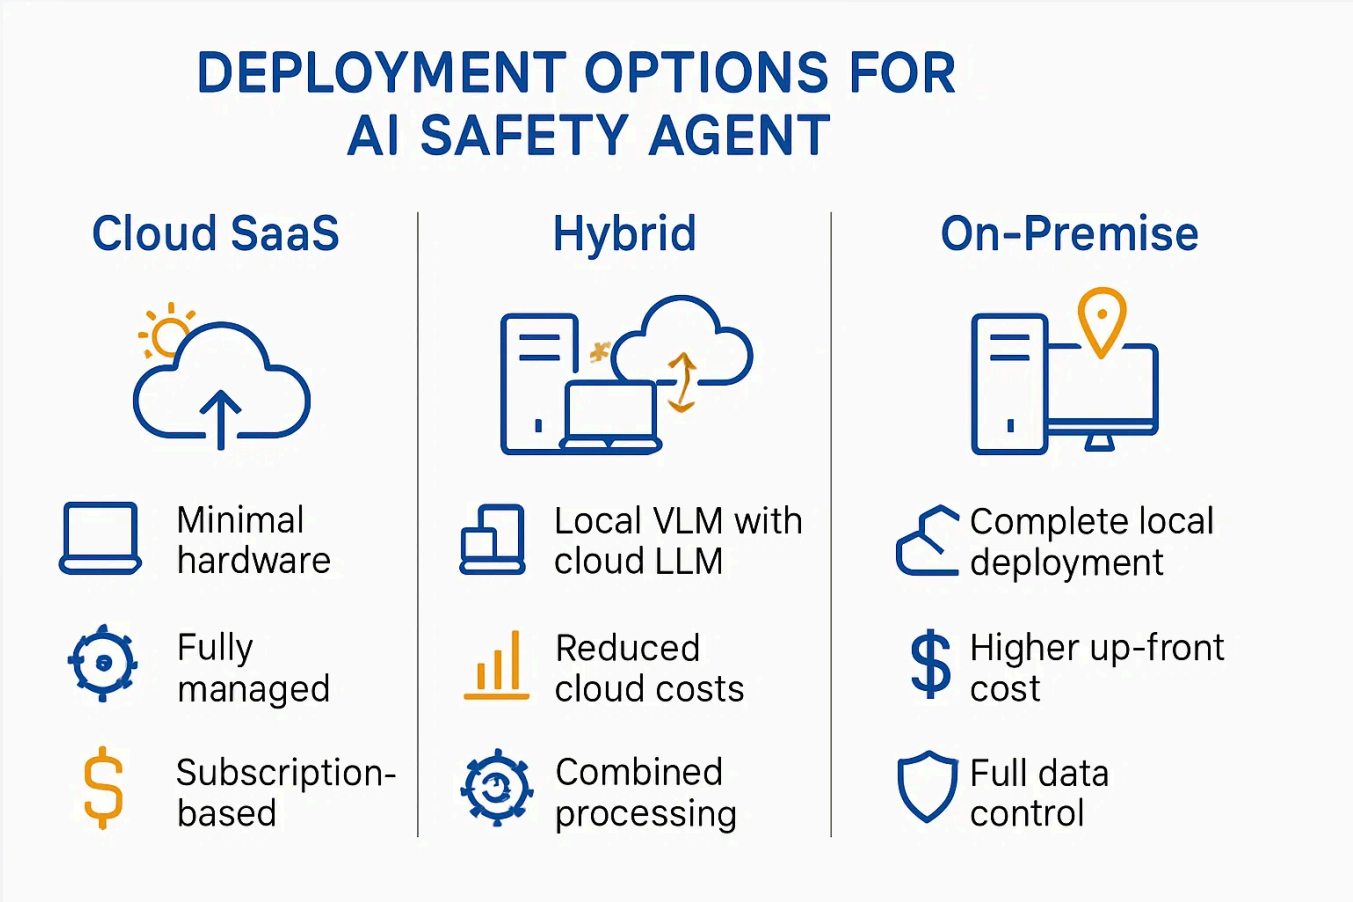 DEPLOYMENT OPTIONS FOR
AI SAFETY AGENT
Cloud SaaS
Minimal
hardware
Fully
managed
Subscription-
based
Hybrid
Local VLM with
cloud LLM
Reduced
cloud costs
Combined
processing
On-Premise
Complete local
deployment
Higher up-front
cost
Full data
control